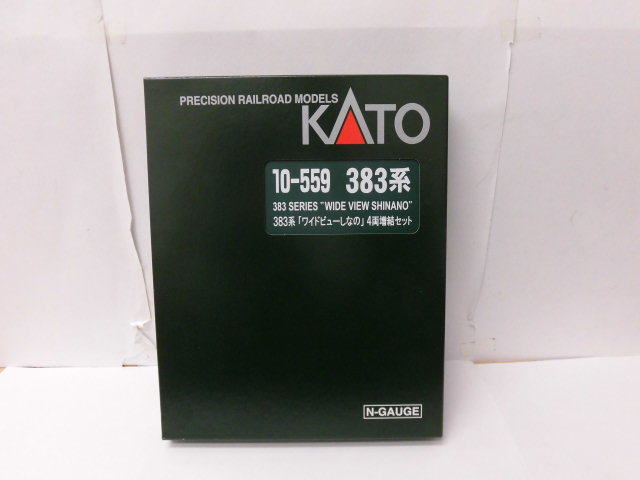 PRECISION RAILROAD MODELS
KATO
10-559 383系
383 SERIES "WIDE VIEW SHINANO"
383系「ワイドビューしなの」4両増結セット
N-GAUGE